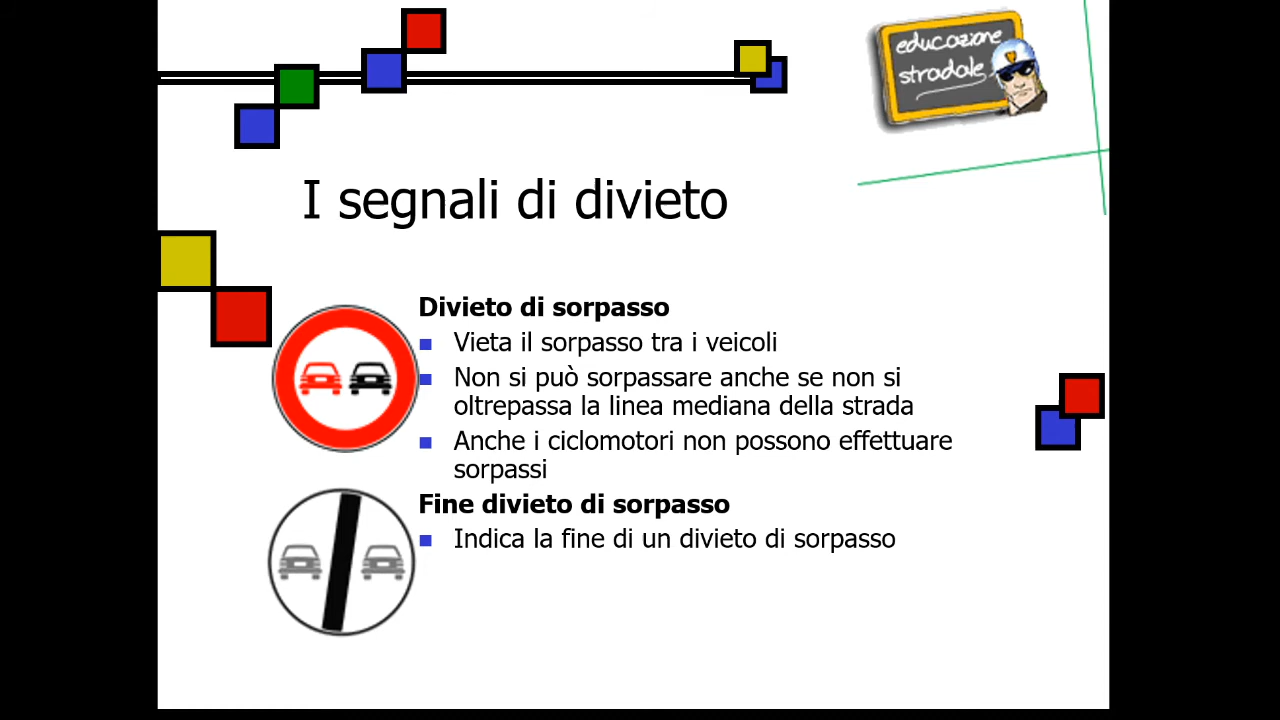 educazione
stradale
I segnali di divieto
Divieto di sorpasso
Vieta il sorpasso tra i veicoli
Non si può sorpassare anche se non si
oltrepassa la linea mediana della strada
Anche i ciclomotori non possono effettuare
sorpassi
Fine divieto di sorpasso
Indica la fine di un divieto di sorpasso